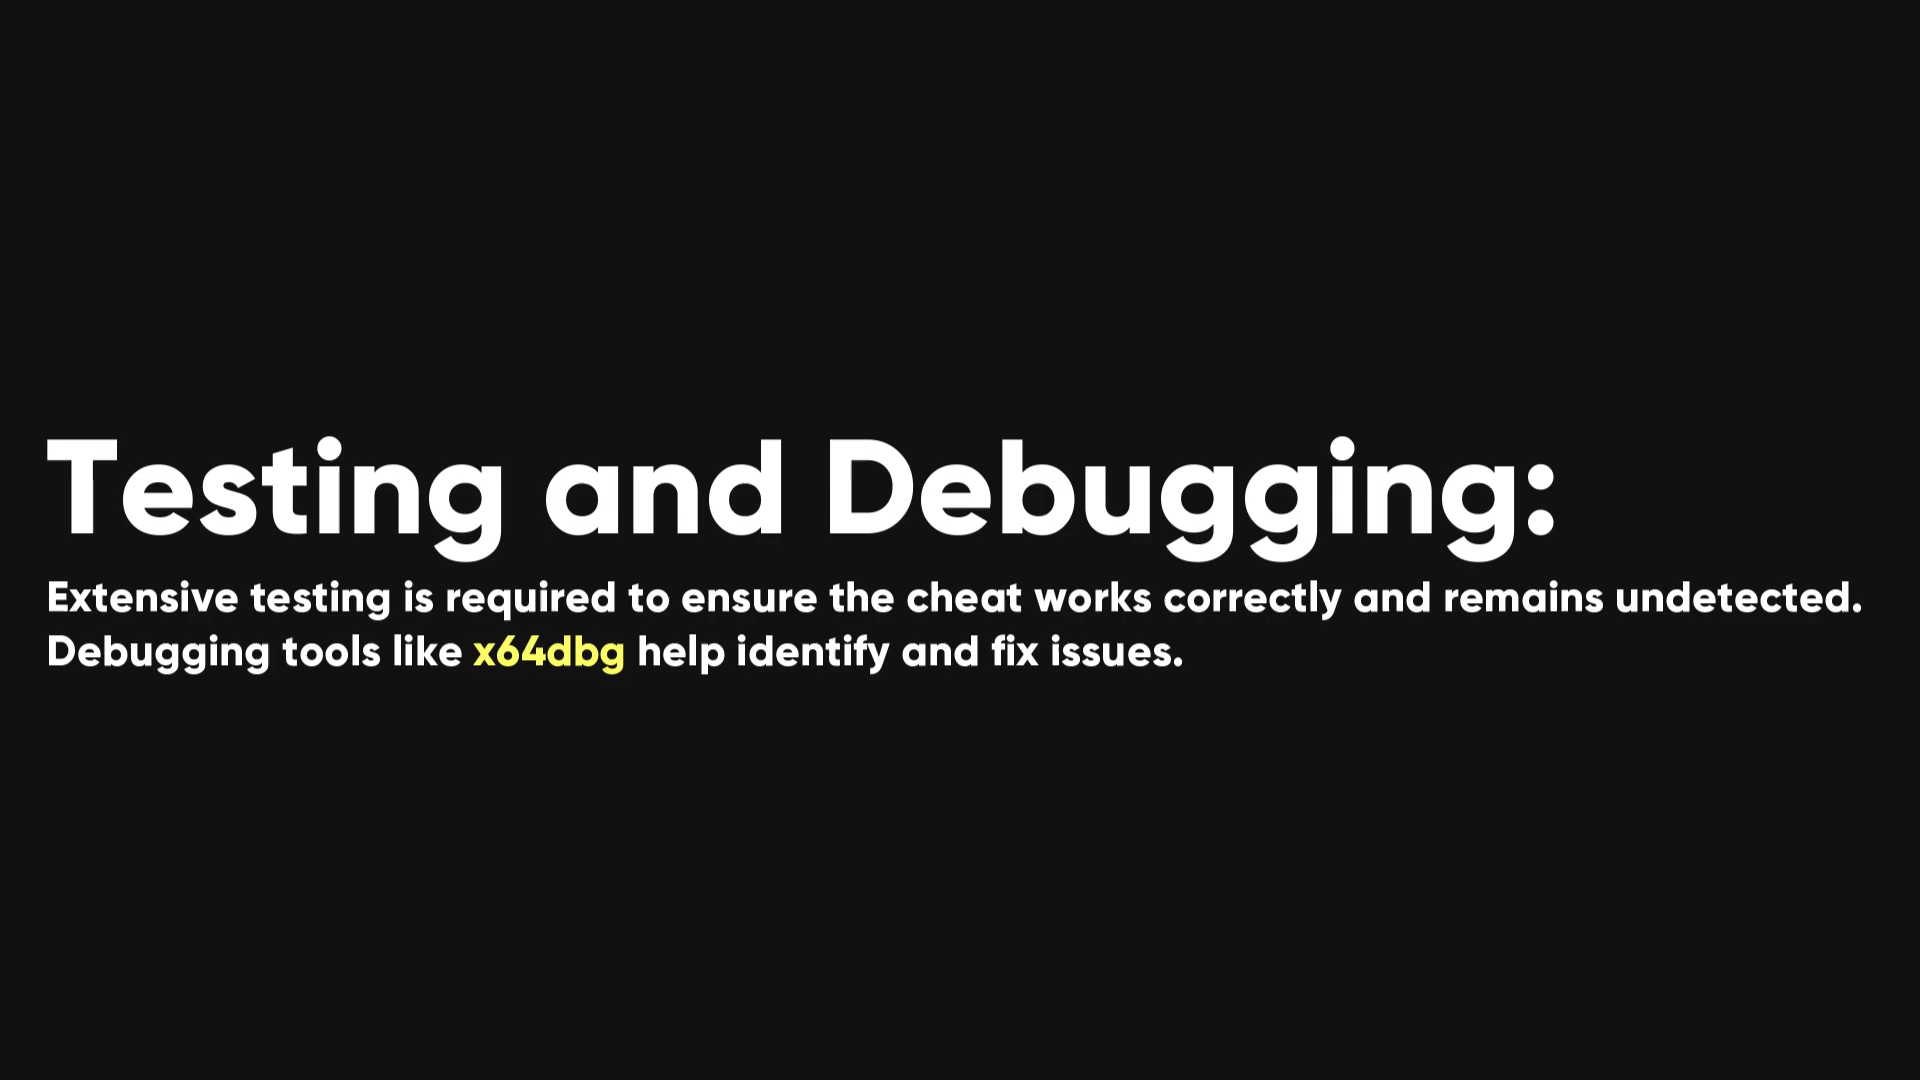 Testing and Debugging:
Extensive testing is required to ensure the cheat works correctly and remains undetected.
Debugging tools like x64dbg help identify and fix issues.